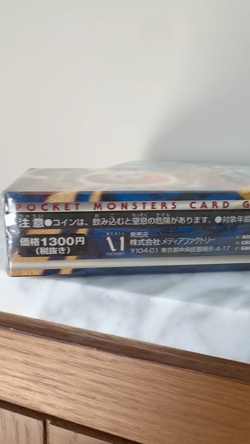 POCKET MONSTERS CARD G
注意●コインは、飲み込むと窒息の危険があります。●対象年齢
価格1300円
(税抜き)
MEDIA
発売元
株式会社 メディアファクトリー
〒104-01 東京都中央区銀座8-4-17